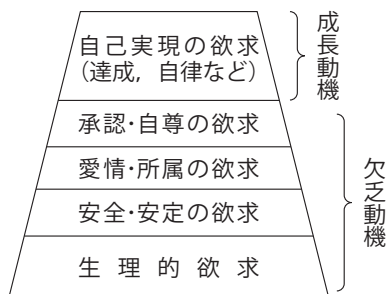 自己実現の欲求
(達成，自律など)
承認・自尊の欲求
愛情・所属の欲求
安全・安定の欲求
生理的欲求
成長動機
欠乏動機